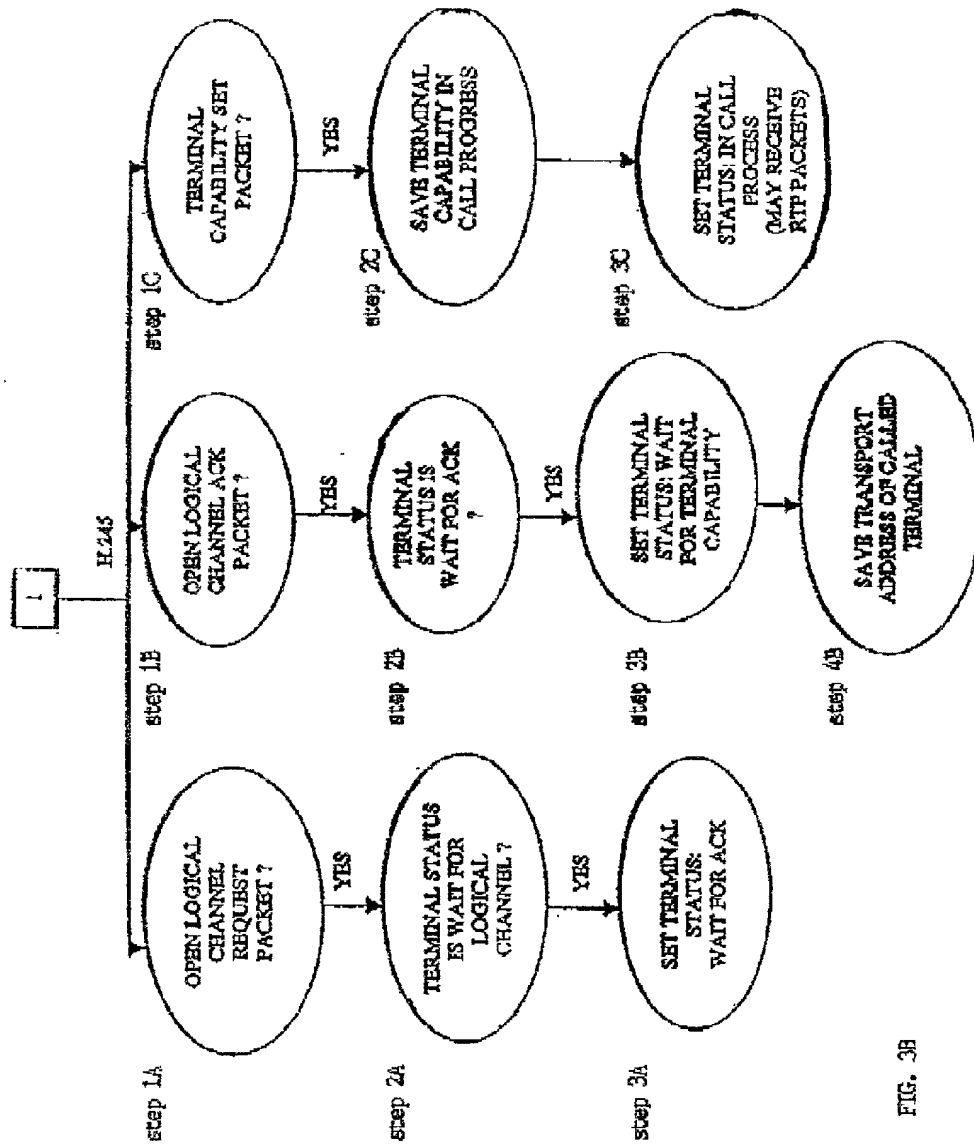 1
H.245
step 1A
OPEN LOGICAL
CHANNEL
REQUEST
PACKET ?
YES
step 2A
TERMINAL STATUS
IS WAIT FOR
LOGICAL
CHANNEL ?
YES
step 3A
SET TERMINAL
STATUS:
WAIT FOR ACK
step 1B
OPEN LOGICAL
CHANNEL ACK
PACKET ?
YES
step 2B
TERMINAL
STATUS IS
WAIT FOR ACK
?
YES
step 3B
SET TERMINAL
STATUS: WAIT
FOR TERMINAL
CAPABILITY
step 4B
SAVE TRANSPORT
ADDRESS OF CALLED
TERMINAL
step 1C
TERMINAL
CAPABILITY SET
PACKET ?
YES
step 2C
SAVE TERMINAL
CAPABILITY IN
CALL PROGRESS
step 3C
SET TERMINAL
STATUS: IN CALL
PROCESS
(MAY RECEIVE
RTP PACKETS)
FIG. 3B